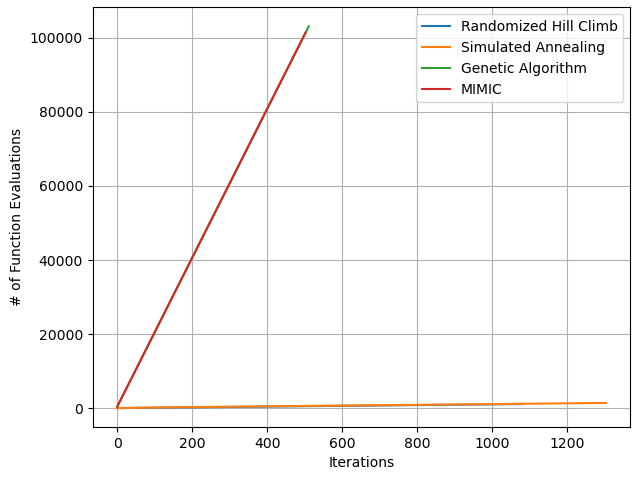 Randomized Hill Climb
Simulated Annealing
Genetic Algorithm
MIMIC
# of Function Evaluations
100000
80000
60000
40000
20000
0
0 200 400 600 800 1000 1200
Iterations